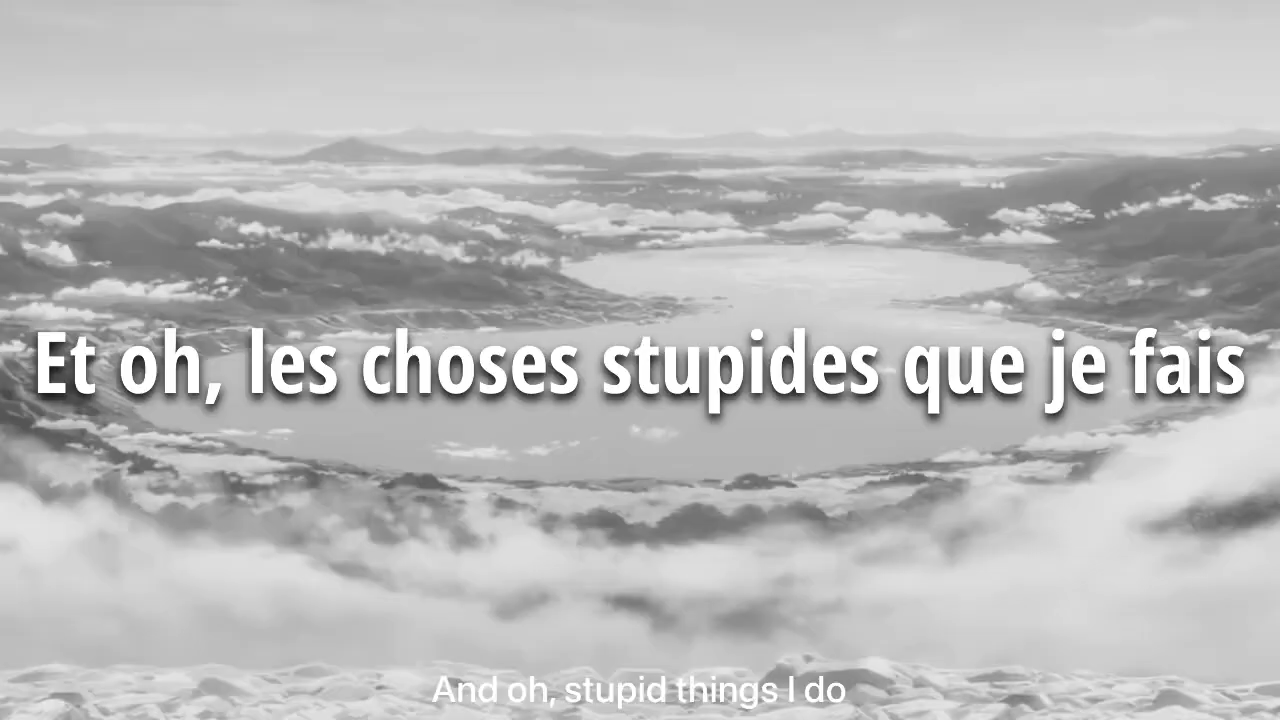 Et oh, les choses stupides que je fais
And oh, stupid things I do